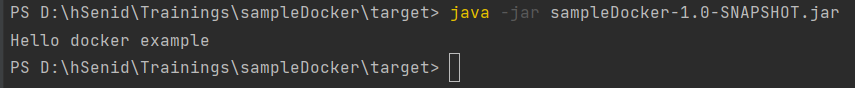 PS D:\hSenid\Trainings\sampleDocker\target> java -jar sampleDocker-1.0-SNAPSHOT.jar
Hello docker example
PS D:\hSenid\Trainings\sampleDocker\target>